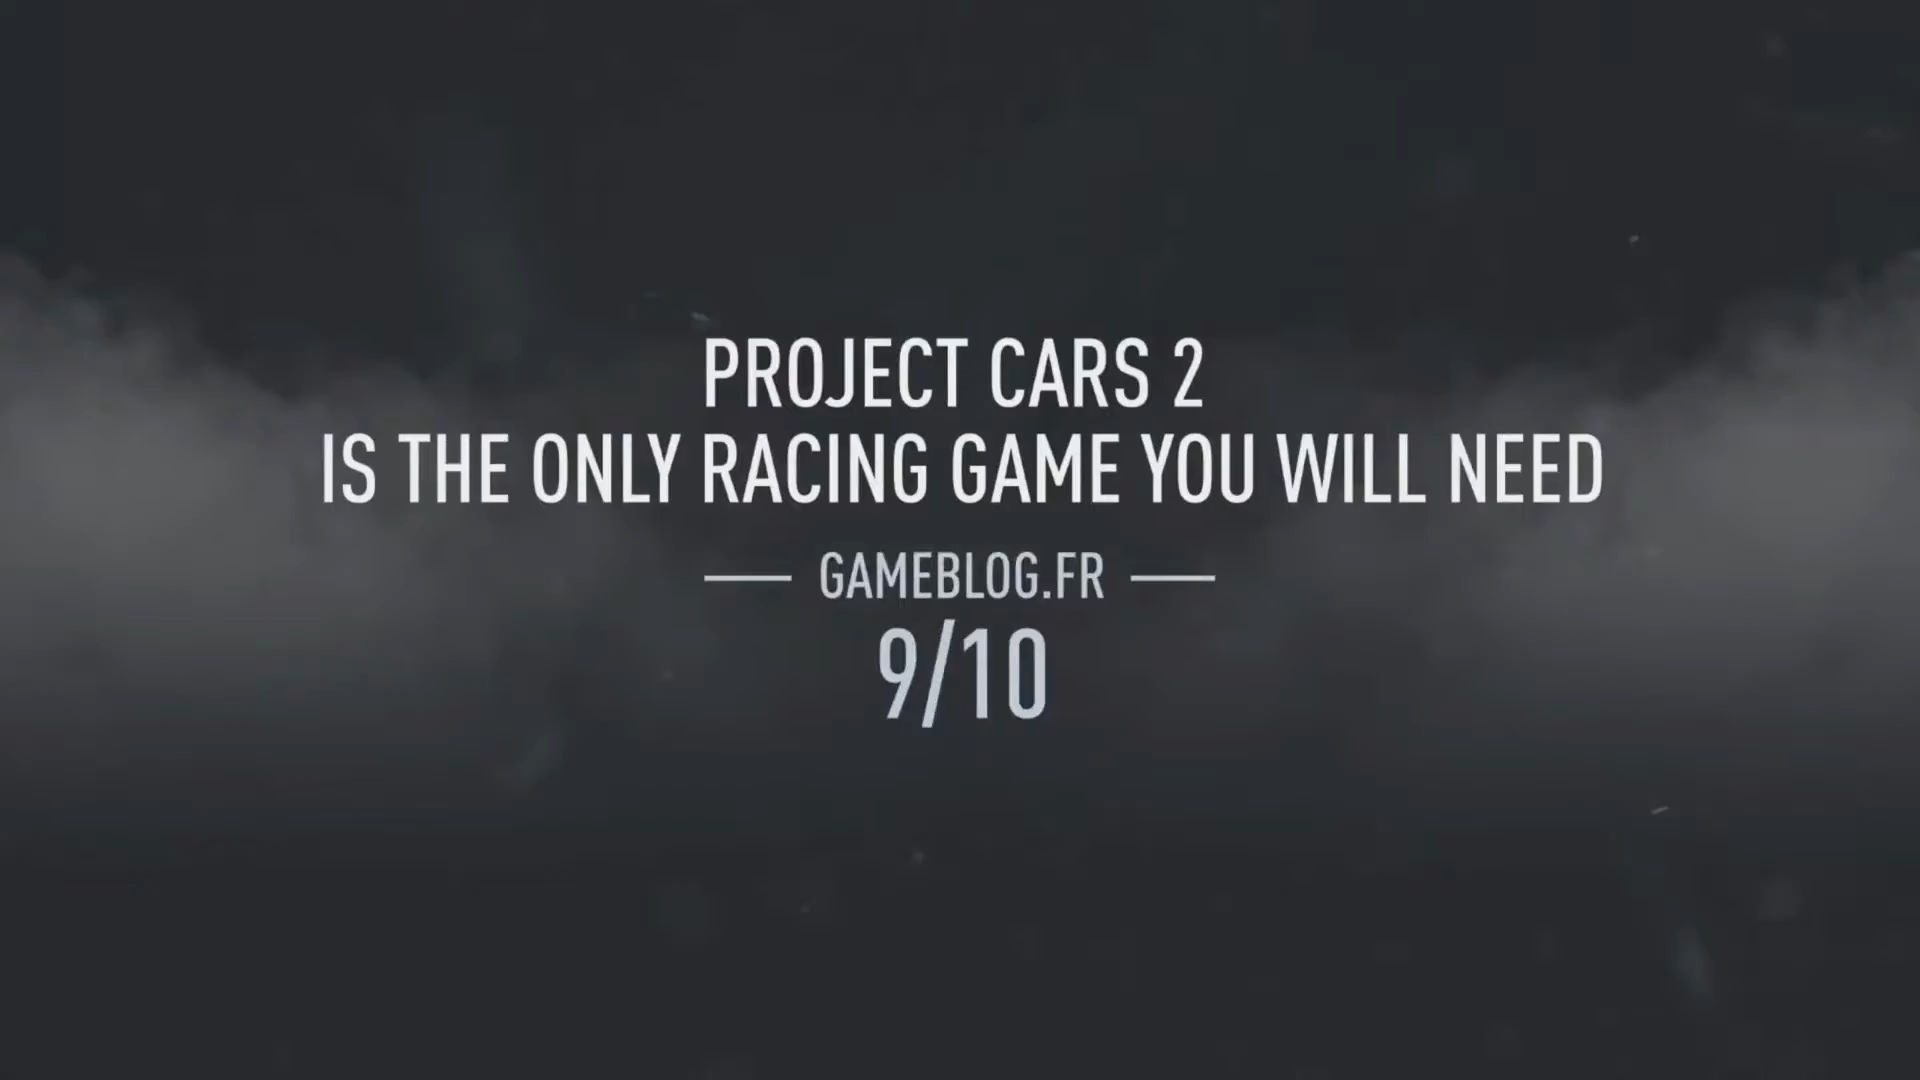 PROJECT CARS 2
IS THE ONLY RACING GAME YOU WILL NEED
GAMEBLOG.FR
9/10